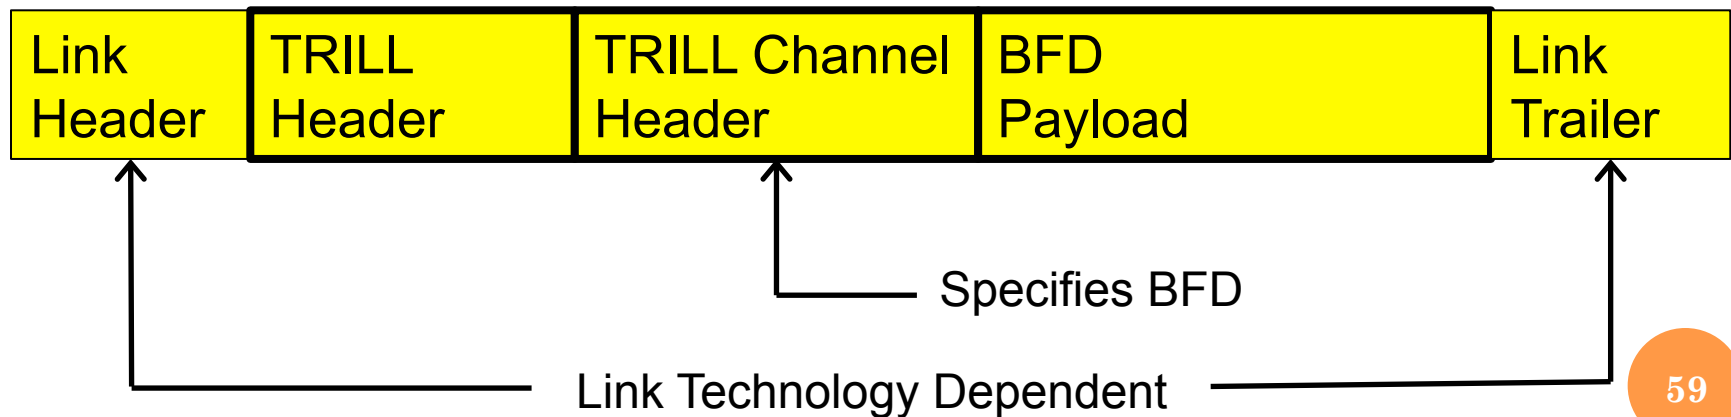 Link
Header
TRILL
Header
TRILL Channel
Header
BFD
Payload
Link
Trailer
Specifies BFD
Link Technology Dependent
59